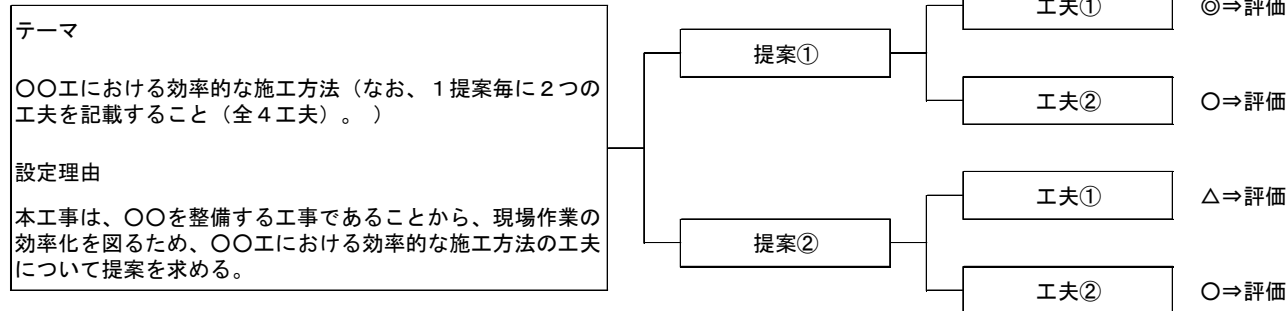 テーマ
〇〇工における効率的な施工方法（なお、１提案毎に２つの
工夫を記載すること（全４工夫）。 ）
設定理由
本工事は、〇〇を整備する工事であることから、現場作業の
効率化を図るため、〇〇工における効率的な施工方法の工夫
について提案を求める。
提案①
工夫①
◎⇒評価
工夫②
〇⇒評価
提案②
工夫①
△⇒評価
工夫②
〇⇒評価